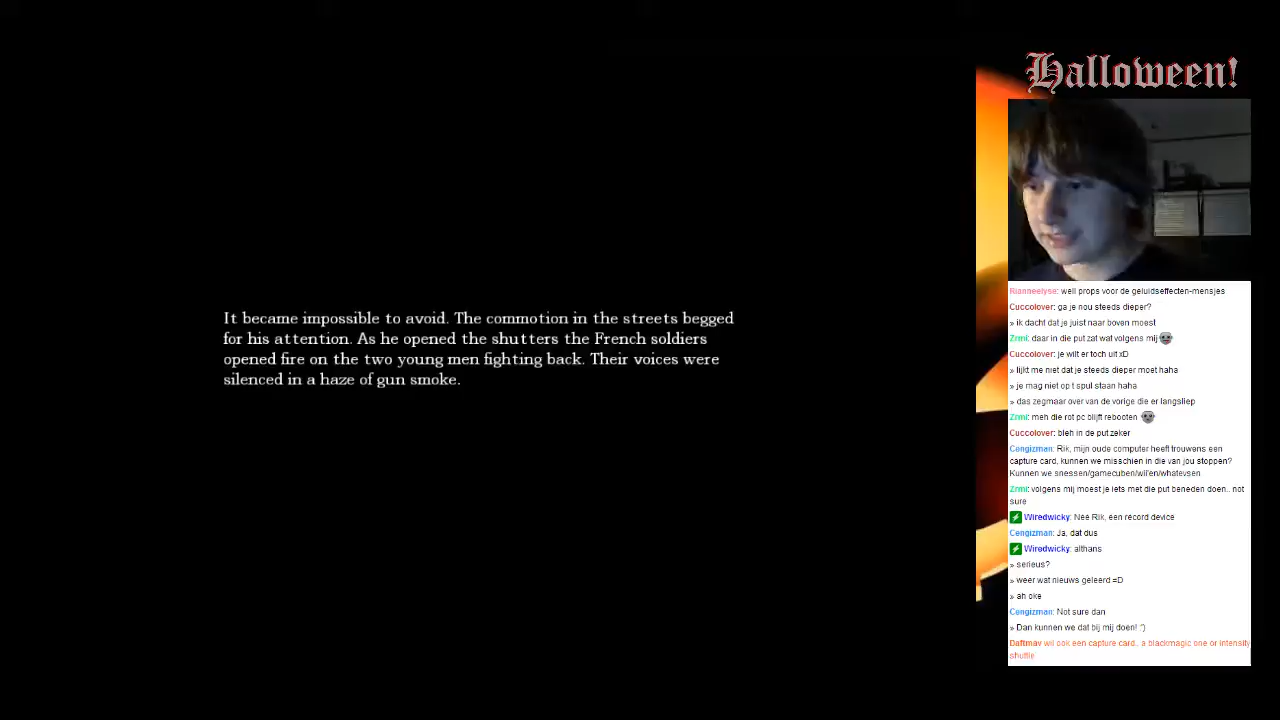 Halloween!
It became impossible to avoid. The commotion in the streets begged
for his attention. As he opened the shutters the French soldiers
opened fire on the two young men fighting back. Their voices were
silenced in a haze of gun smoke.
Rianneelyse: well props voor de geluidseffecten-mensjes
Cuccolover: ga je nou steeds dieper?
» ik dacht dat je juist naar boven moest
Zrmi: daar in die put zat wat volgens mij
Cuccolover: je wilt er toch uit xD
» lijkt me niet dat je steeds dieper moet haha
» je mag niet op t spul staan haha
» das zegmaar over van de vorige die er langsliep
Zrmi: meh die rot pc blijft rebooten
Cuccolover: bleh in de put zeker
Cengizman: Rik, mijn oude computer heeft trouwens een
capture card, kunnen we misschien in die van jou stoppen?
Kunnen we snessen/gamecuben/wii'en/whatevsen
Zrmi: volgens mij moest je iets met die put beneden doen.. not
sure
Wiredwicky: Nee Rik, een record device
Cengizman: Ja, dat dus
Wiredwicky: althans
» serieus?
» weer wat nieuws geleerd =D
» ah oke
Cengizman: Not sure dan
» Dan kunnen we dat bij mij doen! :')
Daftmav wil ook een capture card., a blackmagic one or intensity
shuttle